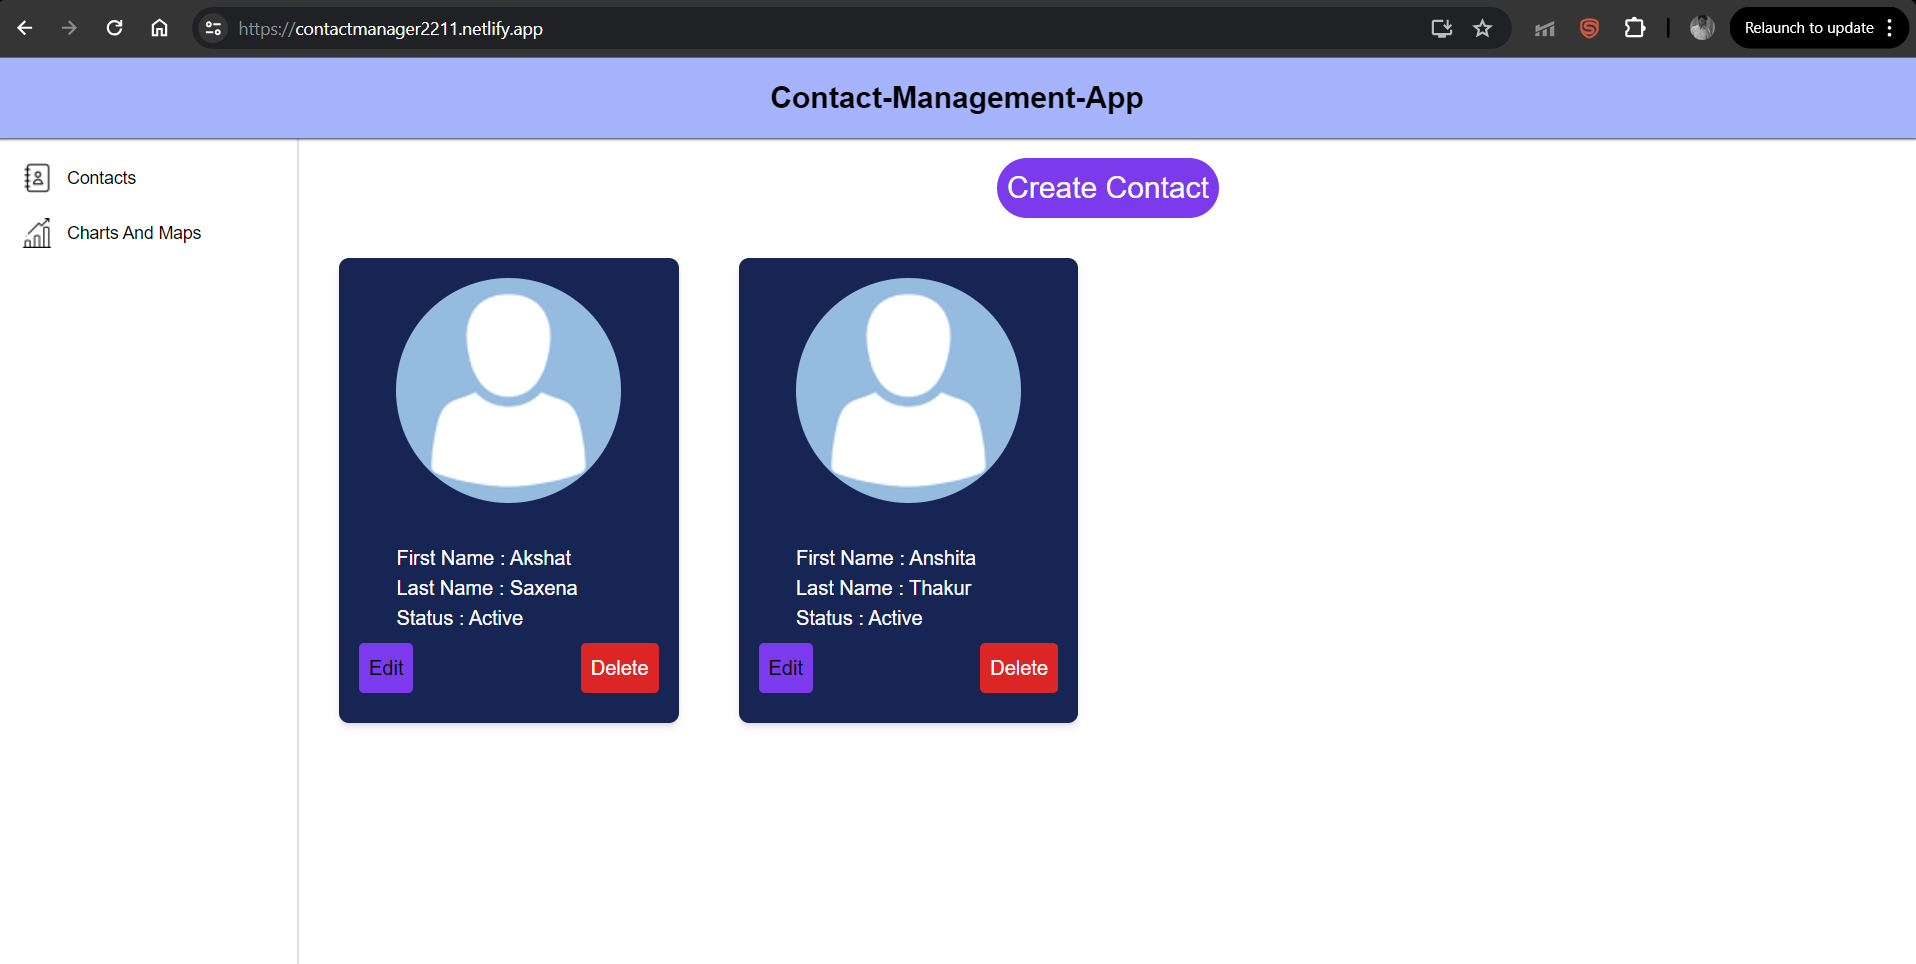 https://contactmanager2211.netlify.app
Relaunch to update
Contact-Management-App
Contacts
Charts And Maps
Create Contact
First Name : Akshat
Last Name : Saxena
Status : Active
Edit
Delete
First Name : Anshita
Last Name : Thakur
Status : Active
Edit
Delete